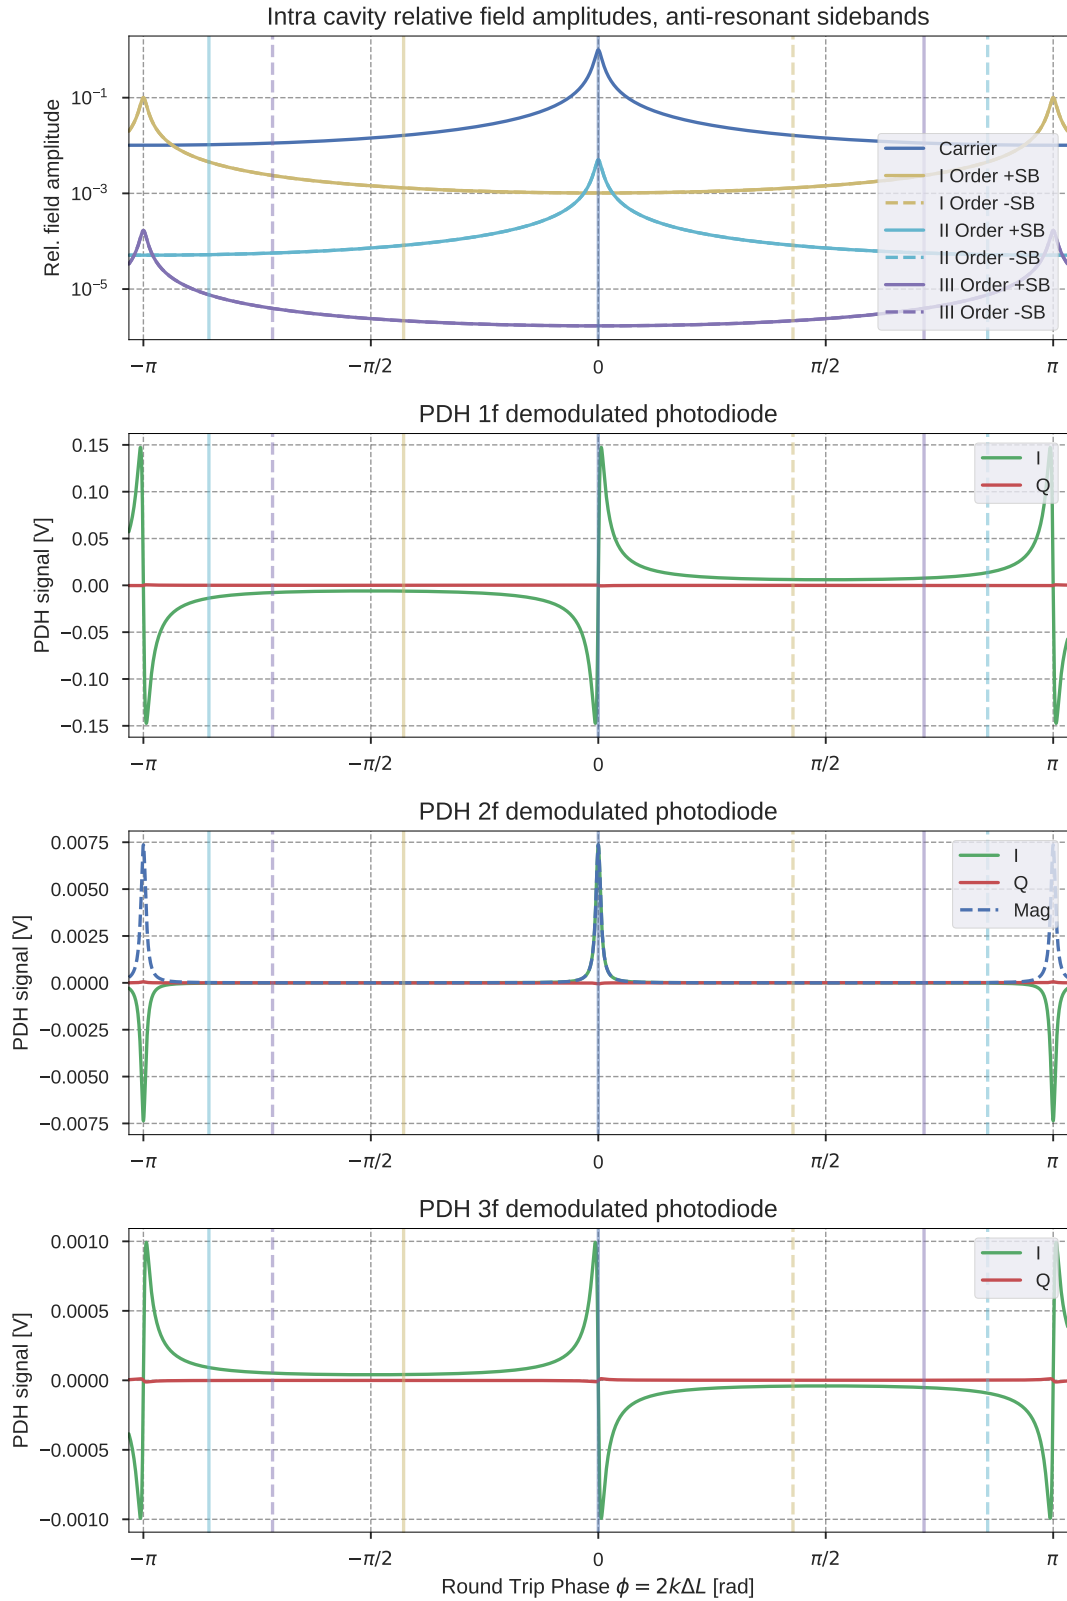 Intra cavity relative field amplitudes, anti-resonant sidebands
Rel. field amplitude
10⁻¹
10⁻³
10⁻⁵
Carrier
I Order +SB
I Order -SB
II Order +SB
II Order -SB
III Order +SB
III Order -SB
−π
−π/2
0
π/2
π
PDH 1f demodulated photodiode
PDH signal [V]
0.15
0.10
0.05
0.00
−0.05
−0.10
−0.15
I
Q
−π
−π/2
0
π/2
π
PDH 2f demodulated photodiode
PDH signal [V]
0.0075
0.0050
0.0025
0.0000
−0.0025
−0.0050
−0.0075
I
Q
Mag
−π
−π/2
0
π/2
π
PDH 3f demodulated photodiode
PDH signal [V]
0.0010
0.0005
0.0000
−0.0005
−0.0010
I
Q
−π
−π/2
0
π/2
π
Round Trip Phase ϕ = 2kΔL [rad]